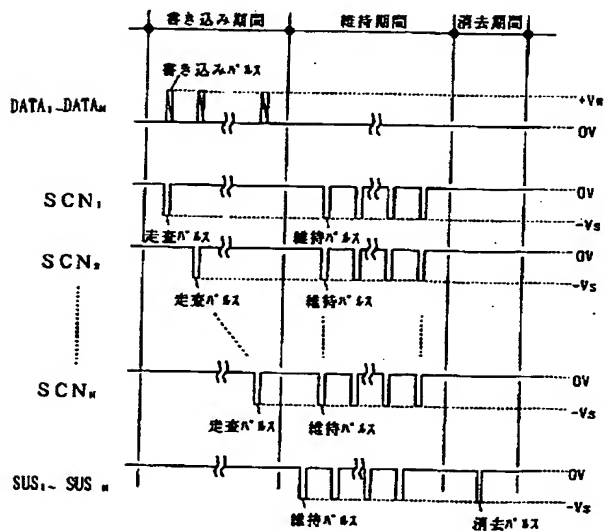 書き込み期間 維持期間 消去期間
書き込みパルス
DATA₁~DATAₘ +Vw
0V
SCN₁ 0V
-Vs
走査パルス 維持パルス
SCN₂ 0V
-Vs
走査パルス 維持パルス
SCNₙ 0V
-Vs
走査パルス 維持パルス
SUS₁~SUSₙ 0V
-Vs
維持パルス 消去パルス